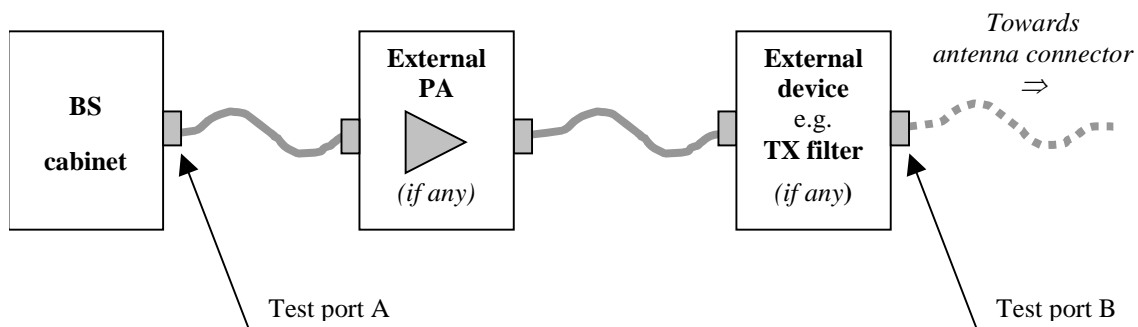 BS
cabinet
External
PA
(if any)
External
device
e.g.
TX filter
(if any)
Towards
antenna connector
⇒
Test port A
Test port B